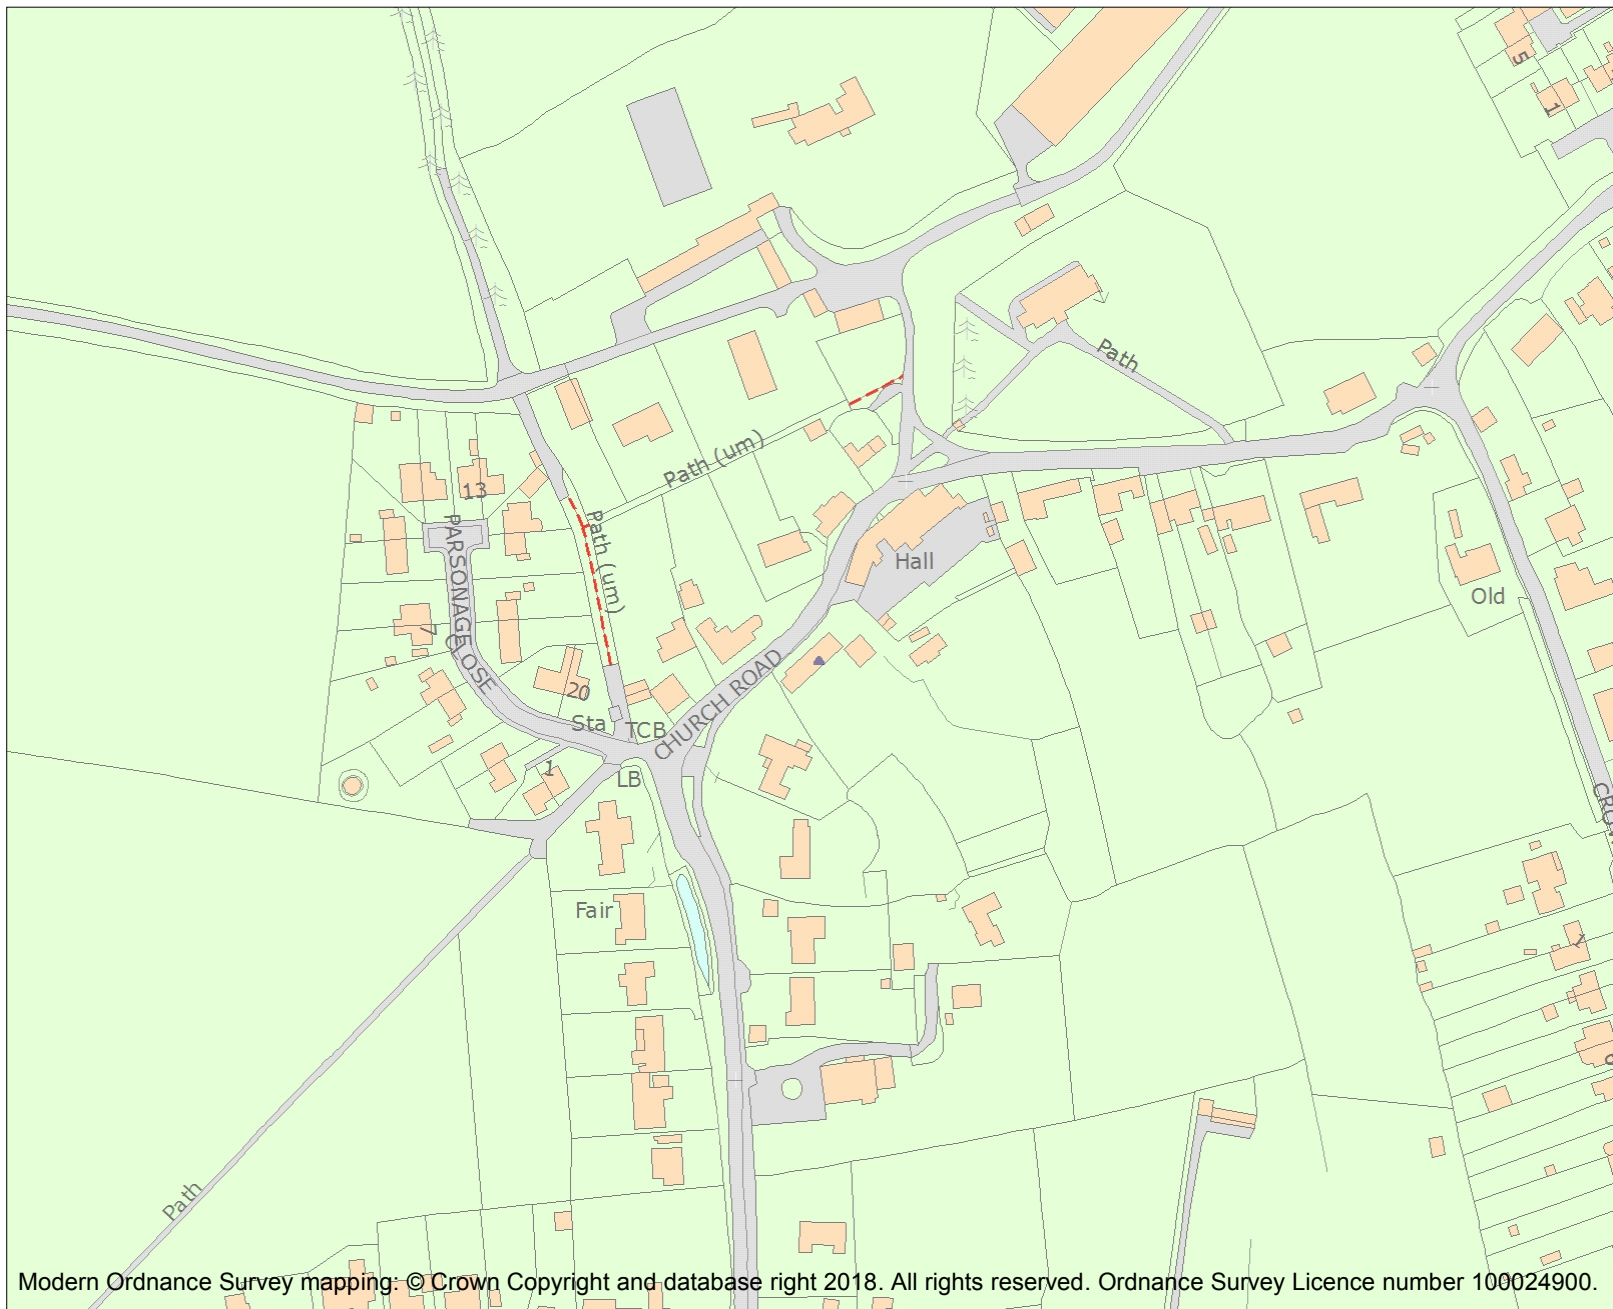 5
1
Path
Path (um)
13
Path (um)
PARSONAGE CLOSE
Hall
Old
7
20
Sta
TCB
CHURCH ROAD
LB
1
Fair
Path
Modern Ordnance Survey mapping: © Crown Copyright and database right 2018. All rights reserved. Ordnance Survey Licence number 100024900.